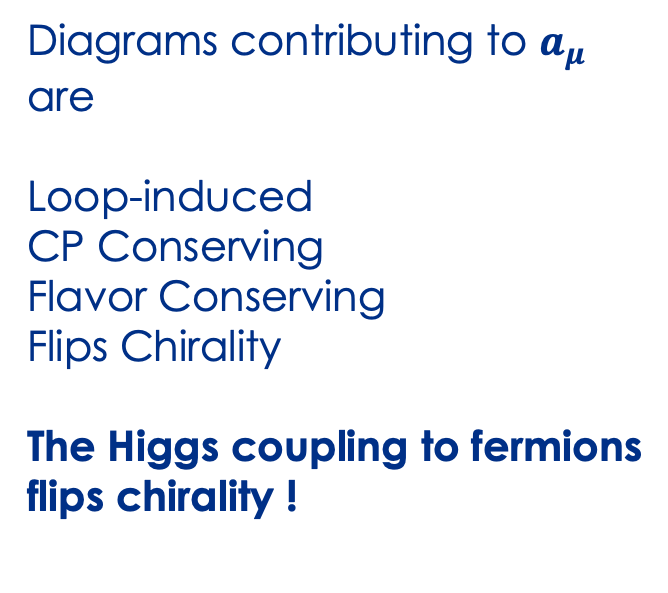 Diagrams contributing to 𝒂𝝁
are
Loop-induced
CP Conserving
Flavor Conserving
Flips Chirality
The Higgs coupling to fermions
flips chirality !